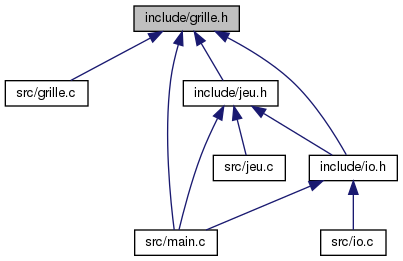 include/grille.h
src/grille.c
include/jeu.h
src/jeu.c
include/io.h
src/main.c
src/io.c